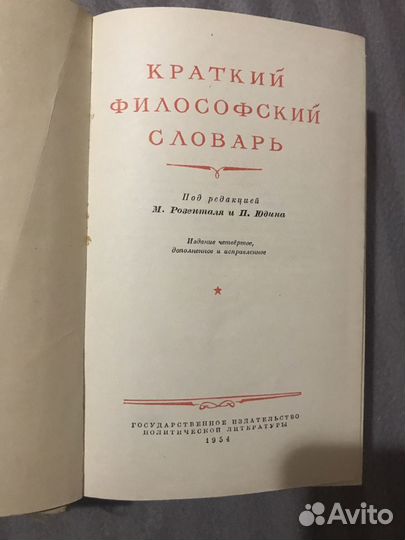 КРАТКИЙ
ФИЛОСОФСКИЙ
СЛОВАРЬ
Под редакцией
М. Розенталя и П. Юдина
Издание четвёртое,
дополненное и исправленное
ГОСУДАРСТВЕННОЕ ИЗДАТЕЛЬСТВО
ПОЛИТИЧЕСКОЙ ЛИТЕРАТУРЫ
1954
Avito